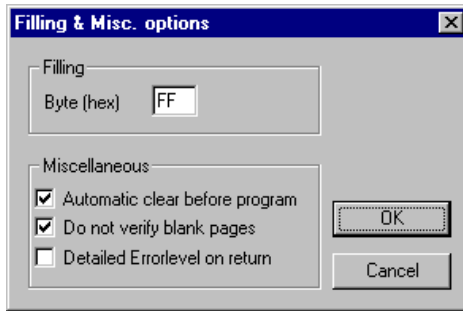 Filling & Misc. options
Filling
Byte (hex) FF
Miscellaneous
Automatic clear before program
Do not verify blank pages
Detailed Errorlevel on return
OK
Cancel